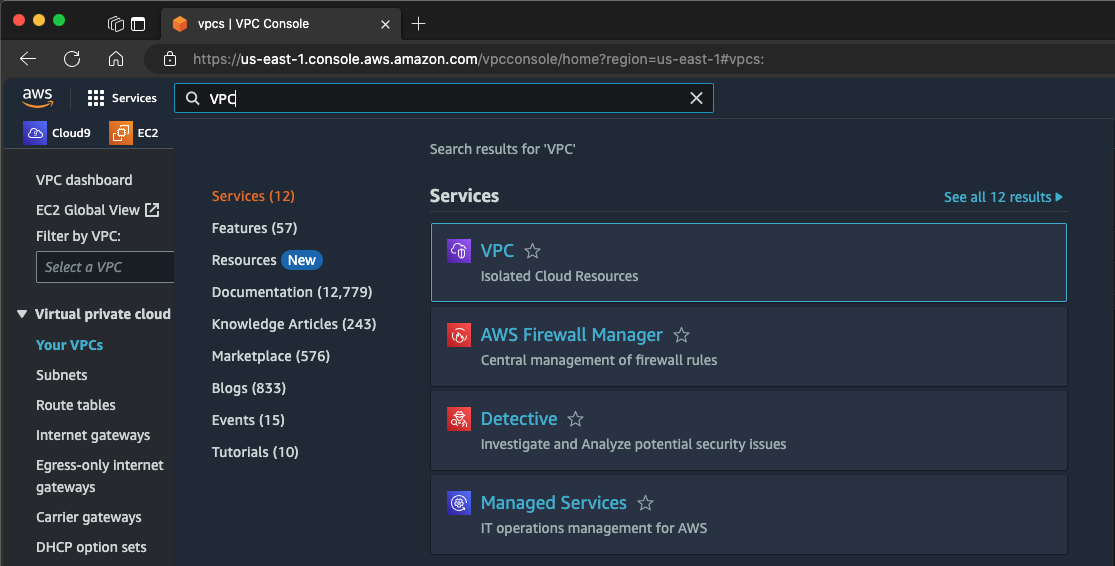 vpcs | VPC Console
https://us-east-1.console.aws.amazon.com/vpcconsole/home?region=us-east-1#vpcs:
aws
Services
VPC
Cloud9
EC2
VPC dashboard
EC2 Global View
Filter by VPC:
Select a VPC
Virtual private cloud
Your VPCs
Subnets
Route tables
Internet gateways
Egress-only internet
gateways
Carrier gateways
DHCP option sets
Services (12)
Features (57)
Resources New
Documentation (12,779)
Knowledge Articles (243)
Marketplace (576)
Blogs (833)
Events (15)
Tutorials (10)
Search results for 'VPC'
Services
See all 12 results
VPC
Isolated Cloud Resources
AWS Firewall Manager
Central management of firewall rules
Detective
Investigate and Analyze potential security issues
Managed Services
IT operations management for AWS